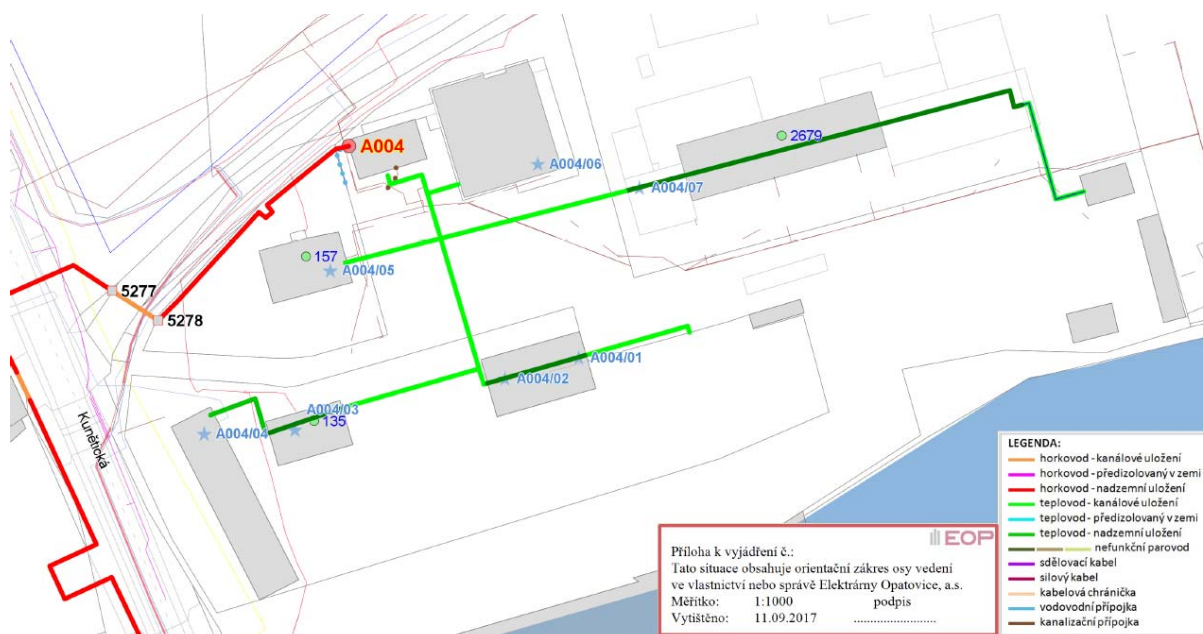 A004
A004/06
2679
A004/07
157
A004/05
5277
5278
A004/01
A004/02
A004/03
135
A004/04
Kunětická
LEGENDA:
horkovod - kanálové uložení
horkovod - předizolovaný v zemi
horkovod - nadzemní uložení
teplovod - kanálové uložení
teplovod - předizolovaný v zemi
teplovod - nadzemní uložení
nefunkční parovod
sdělovací kabel
silový kabel
kabelová chránička
vodovodní přípojka
kanalizační přípojka
EOP
Příloha k vyjádření č.:
Tato situace obsahuje orientační zákres osy vedení
ve vlastnictví nebo správě Elektrárny Opatovice, a.s.
Měřítko: 1:1000 podpis
Vytištěno: 11.09.2017 ........................